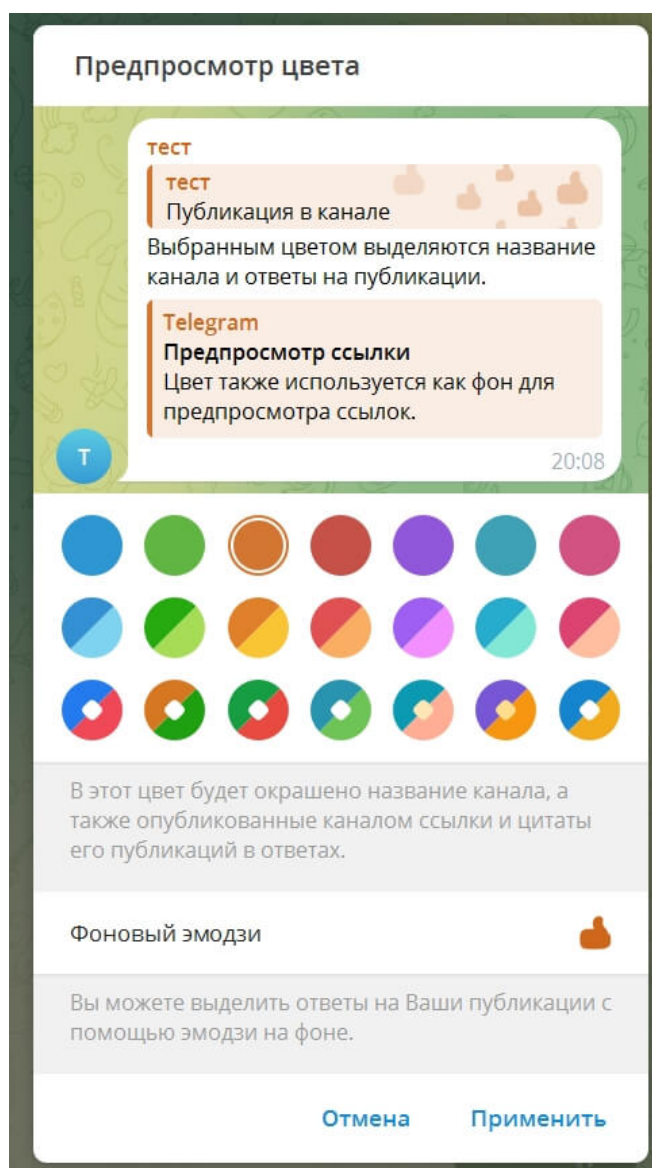 Предпросмотр цвета
тест
тест
Публикация в канале
Выбранным цветом выделяются название
канала и ответы на публикации.
Telegram
Предпросмотр ссылки
Цвет также используется как фон для
предпросмотра ссылок.
Т
20:08
В этот цвет будет окрашено название канала, а
также опубликованные каналом ссылки и цитаты
его публикаций в ответах.
Фоновый эмодзи
Вы можете выделить ответы на Ваши публикации с
помощью эмодзи на фоне.
Отмена
Применить